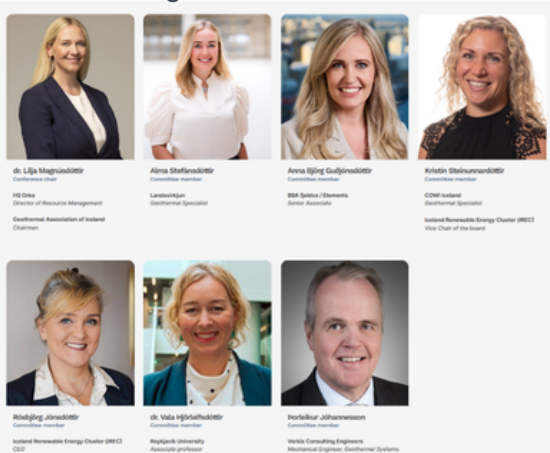 dr. Lilja Magnúsdóttir
Conference chair
HS Orka
Director of Resource Management
Geothermal Association of Iceland
Chairman
Alma Stefánsdóttir
Committee member
Landsvirkjun
Geothermal Specialist
Anna Björg Guðjónsdóttir
Committee member
BBA Fjeldco / Elements
Senior Associate
Kristín Steinunnardóttir
Committee member
COWI Iceland
Geothermal Specialist
Iceland Renewable Energy Cluster (IREC)
Vice Chair of the board
Rósbjörg Jónsdóttir
Committee member
Iceland Renewable Energy Cluster (IREC)
CEO
dr. Vala Hjörleifsdóttir
Committee member
Reykjavik University
Associate professor
Þorleikur Jóhannesson
Committee member
Verkís Consulting Engineers
Mechanical Engineer, Geothermal Systems